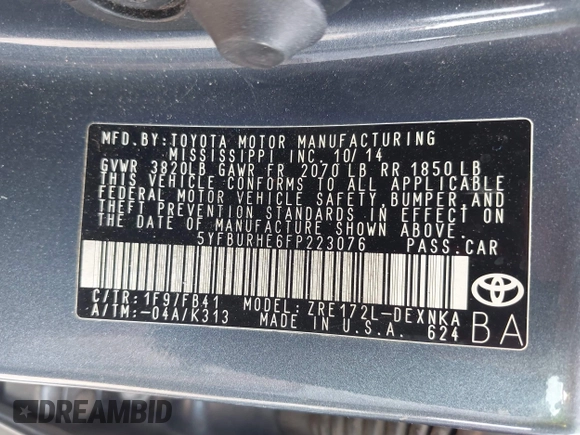 MFD. BY: TOYOTA MOTOR MANUFACTURING
MISSISSIPPI INC. 10/14
GVWR 3820LB GAWR FR 2070 LB RR 1850 LB
THIS VEHICLE CONFORMS TO ALL APPLICABLE
FEDERAL MOTOR VEHICLE SAFETY, BUMPER, AND
THEFT PREVENTION STANDARDS IN EFFECT ON
THE DATE OF MANUFACTURE SHOWN ABOVE.
5YFBURHE6FP223076 PASS. CAR
C/TR: 1F9/FB41 MODEL: ZRE172L-DEXNKA
A/TM: -04A/K313 MADE IN U.S.A. 624
BA
DREAMBID